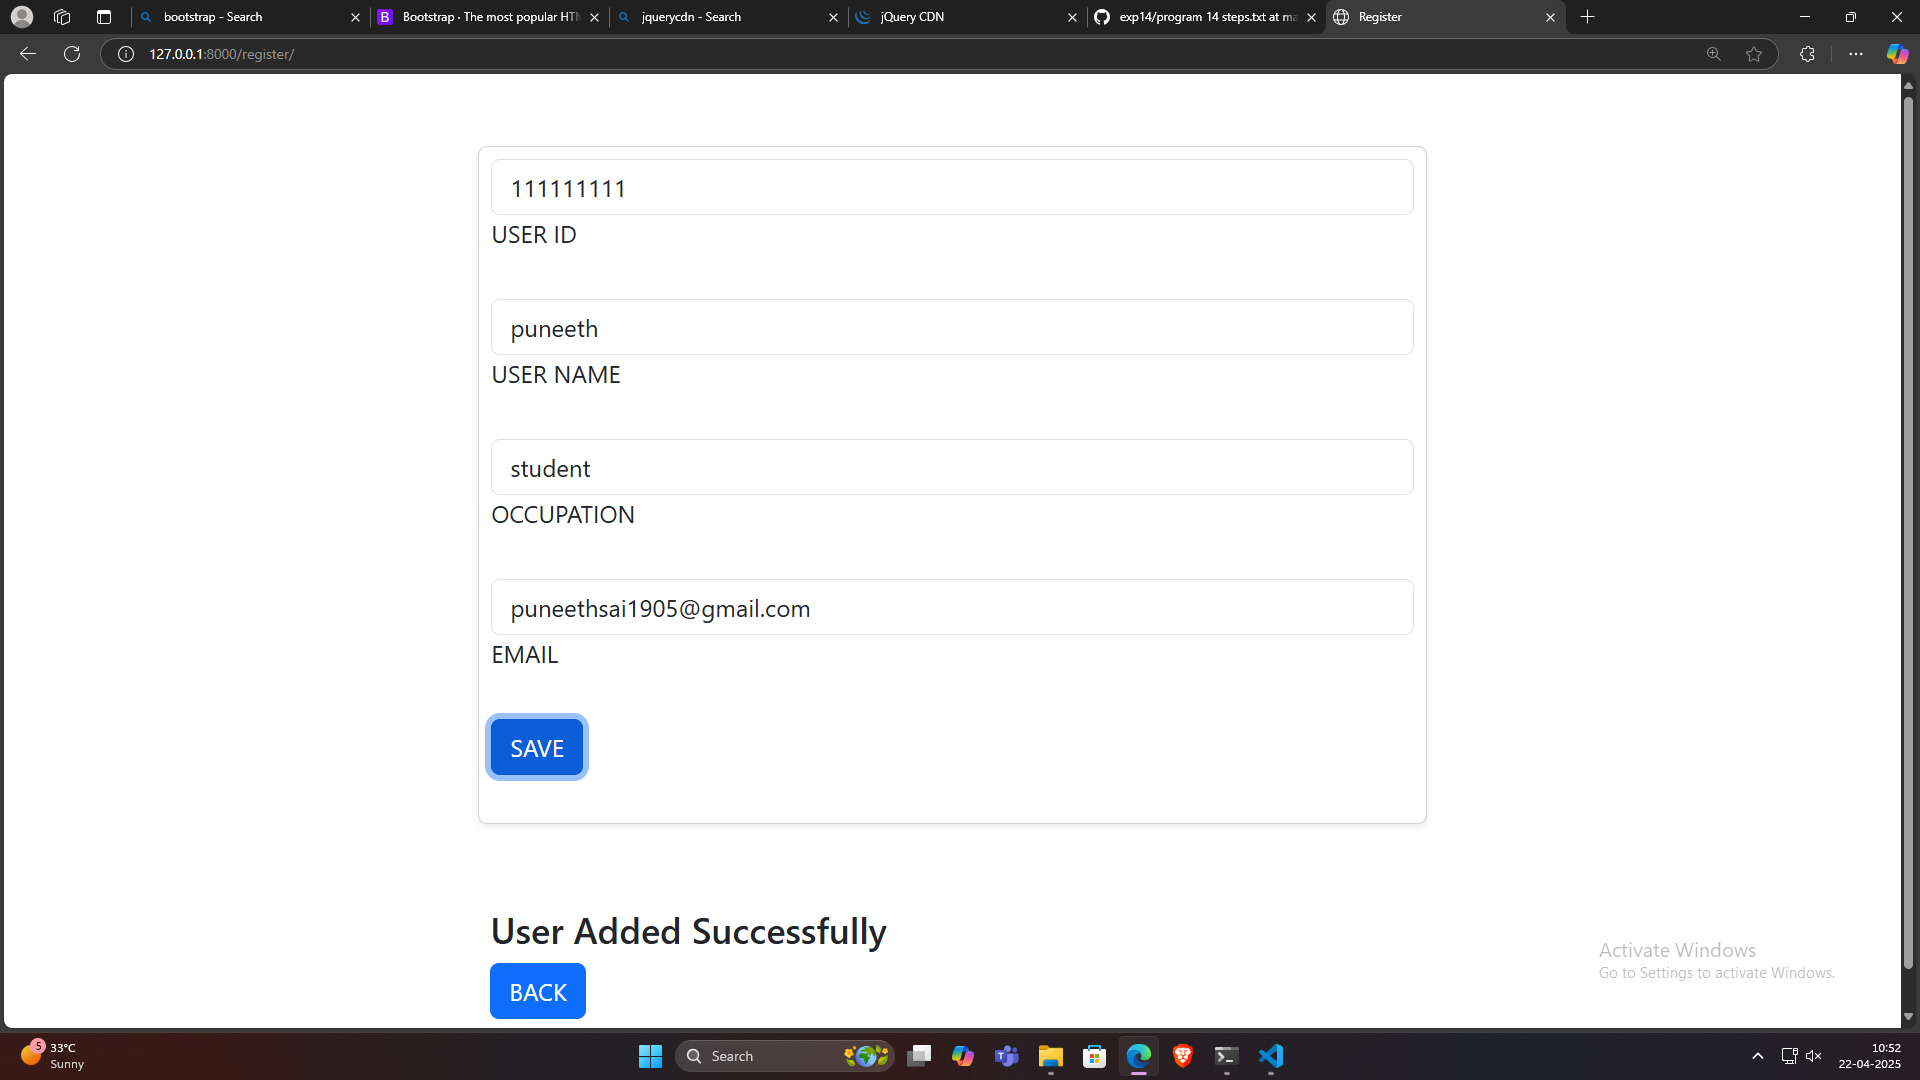 bootstrap - Search
Bootstrap · The most popular HTM
jquerycdn - Search
jQuery CDN
exp14/program 14 steps.txt at ma
Register
127.0.0.1:8000/register/
111111111
USER ID
puneeth
USER NAME
student
OCCUPATION
puneethsai1905@gmail.com
EMAIL
SAVE
User Added Successfully
BACK
Activate Windows
Go to Settings to activate Windows.
5
33°C
Sunny
Search
10:52
22-04-2025